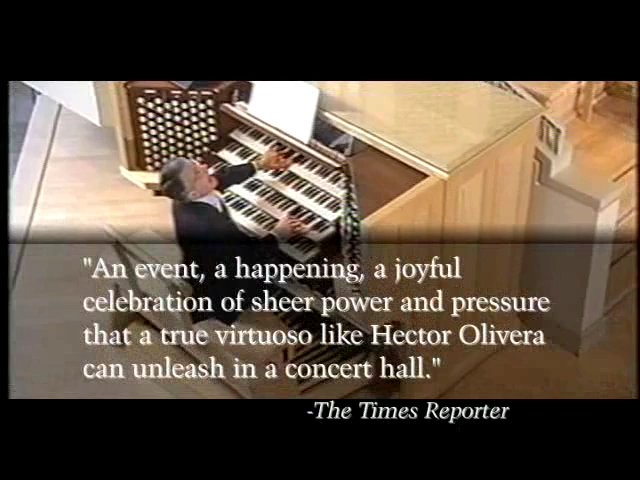 "An event, a happening, a joyful
celebration of sheer power and pressure
that a true virtuoso like Hector Olivera
can unleash in a concert hall."
-The Times Reporter